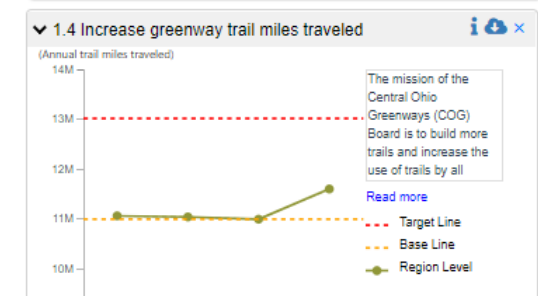 1.4 Increase greenway trail miles traveled
(Annual trail miles traveled)
14M
13M
12M
11M
10M
The mission of the
Central Ohio
Greenways (COG)
Board is to build more
trails and increase the
use of trails by all
Read more
Target Line
Base Line
Region Level